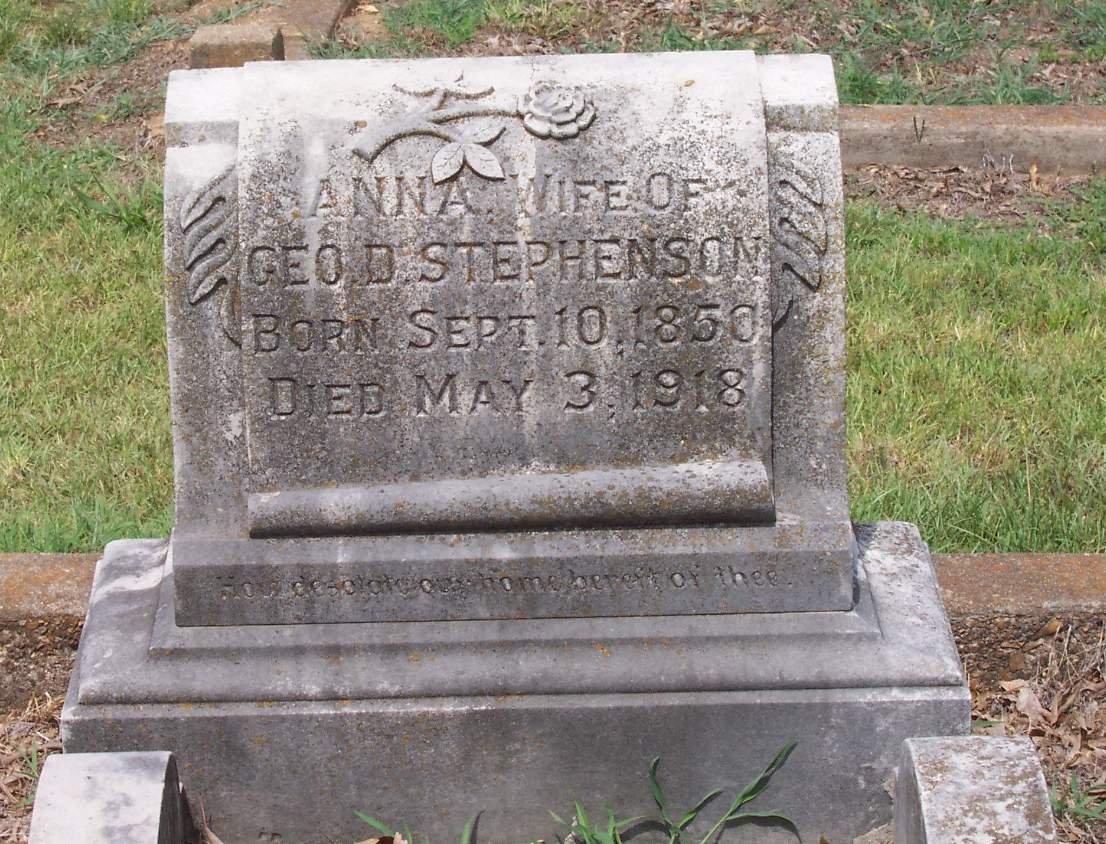 ANNA, WIFE OF
GEO. D. STEPHENSON
BORN SEPT. 10, 1850
DIED MAY 3, 1918
How desolate our home bereft of thee.